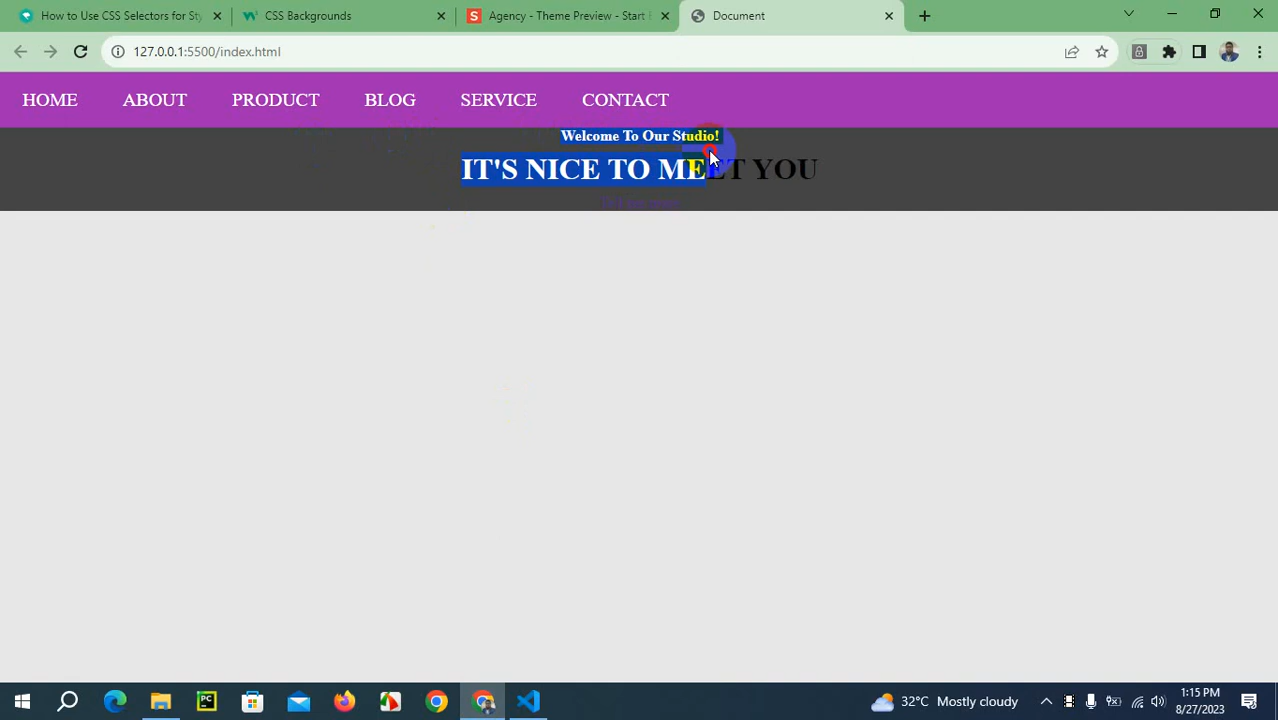 How to Use CSS Selectors for Sty
CSS Backgrounds
Agency - Theme Preview - Start
Document
127.0.0.1:5500/index.html
HOME ABOUT PRODUCT BLOG SERVICE CONTACT
Welcome To Our Studio!
IT'S NICE TO MEET YOU
32°C Mostly cloudy
1:15 PM
8/27/2023